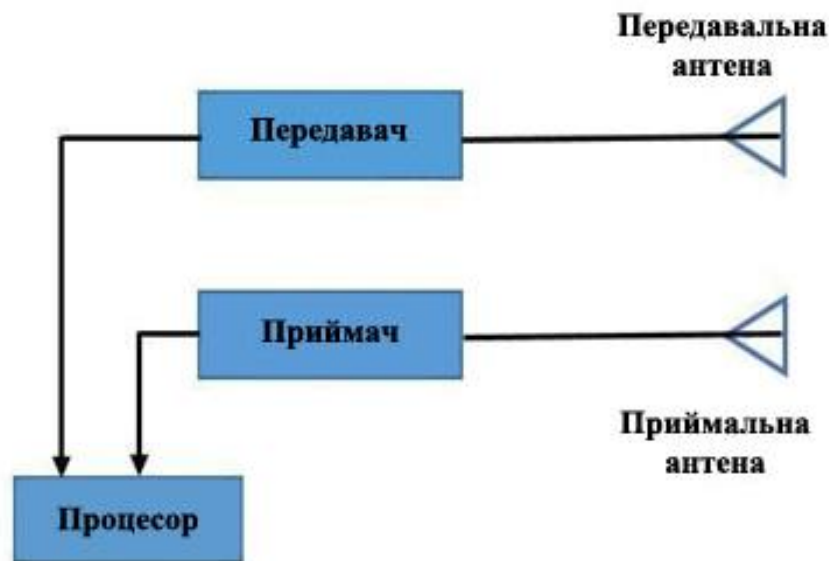 Передавальна
антена
Передавач
Приймач
Приймальна
антена
Процесор